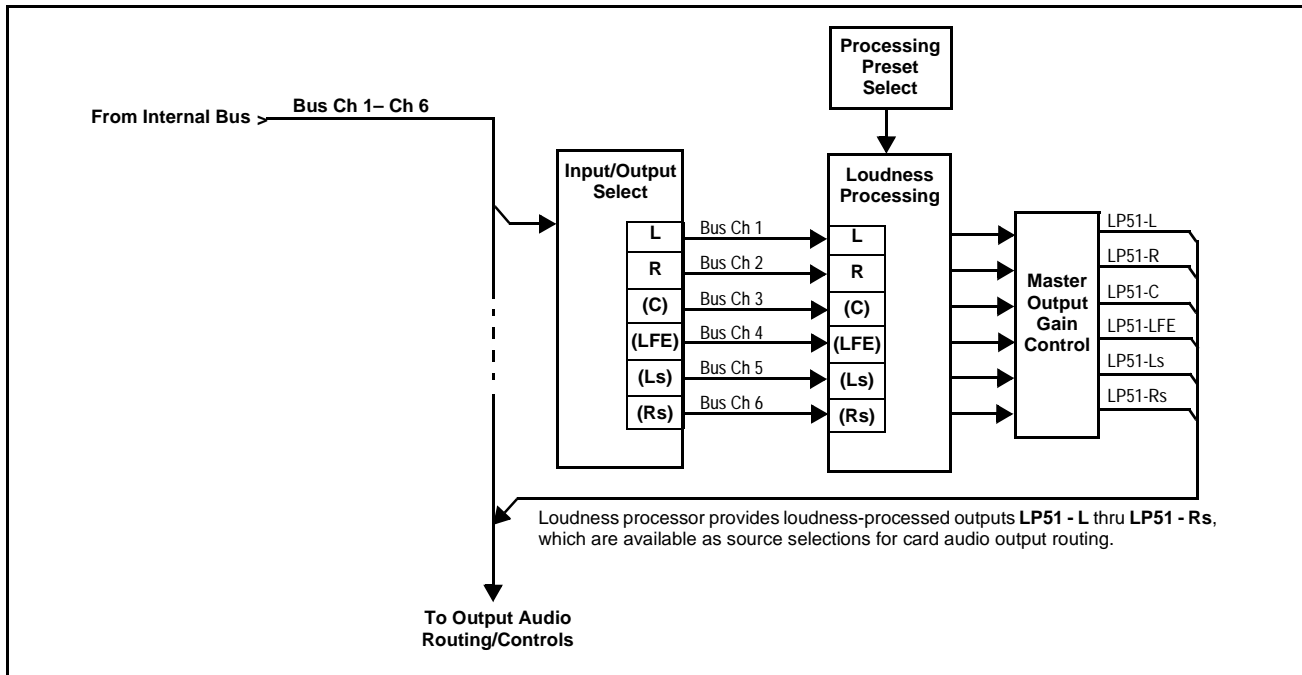 Processing
Preset
Select
From Internal Bus >
Bus Ch 1– Ch 6
Input/Output
Select
L
R
(C)
(LFE)
(Ls)
(Rs)
Bus Ch 1
Bus Ch 2
Bus Ch 3
Bus Ch 4
Bus Ch 5
Bus Ch 6
Loudness
Processing
L
R
(C)
(LFE)
(Ls)
(Rs)
Master
Output
Gain
Control
LP51-L
LP51-R
LP51-C
LP51-LFE
LP51-Ls
LP51-Rs
Loudness processor provides loudness-processed outputs LP51 - L thru LP51 - Rs,
which are available as source selections for card audio output routing.
To Output Audio
Routing/Controls